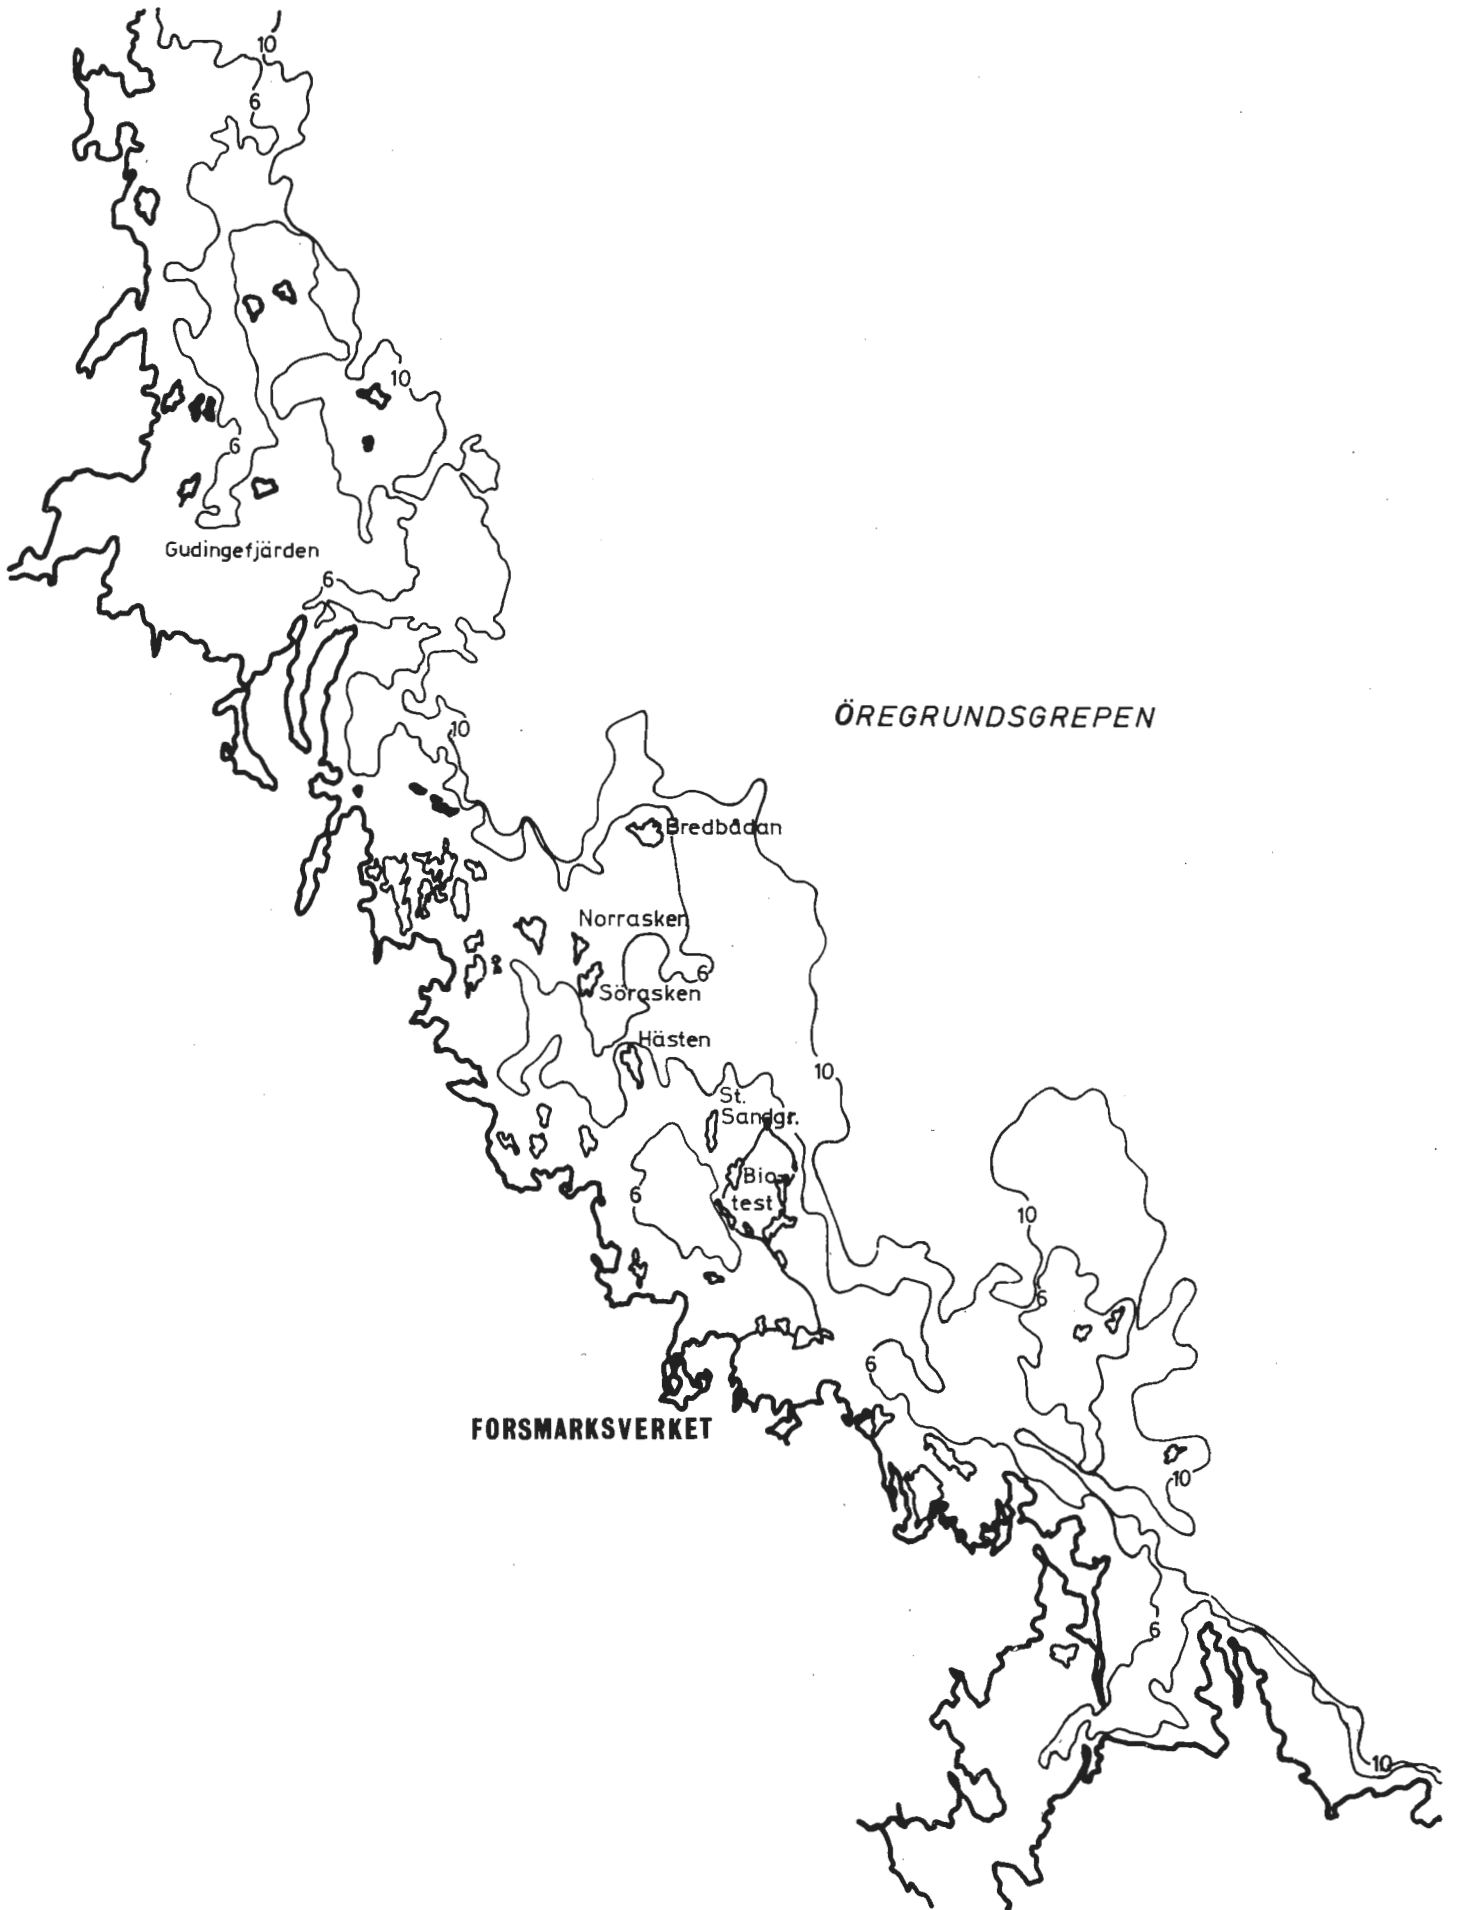 10
6
10
6
Gudingefjärden
6
ÖREGRUNDSGREPEN
10
Bredbådan
Norrasken
6
Sörasken
Hästen
10
St.
Sandgr.
Bio-
test
6
10
6
6
FORSMARKSVERKET
10
6
10